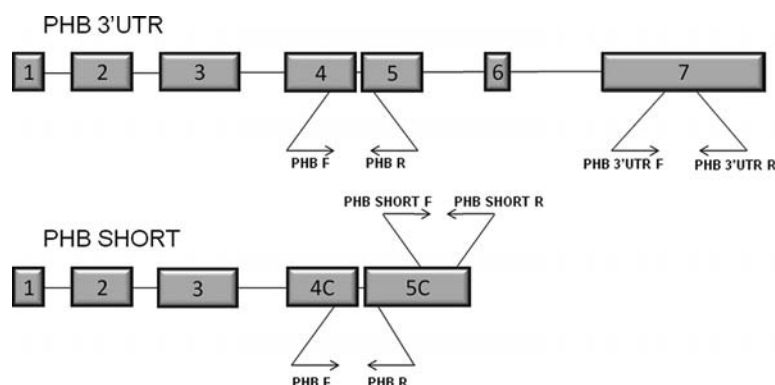 PHB 3'UTR
1 2 3 4 5 6 7
PHB F PHB R PHB 3'UTR F PHB 3'UTR R
PHB SHORT F PHB SHORT R
PHB SHORT
1 2 3 4C 5C
PHB F PHB R